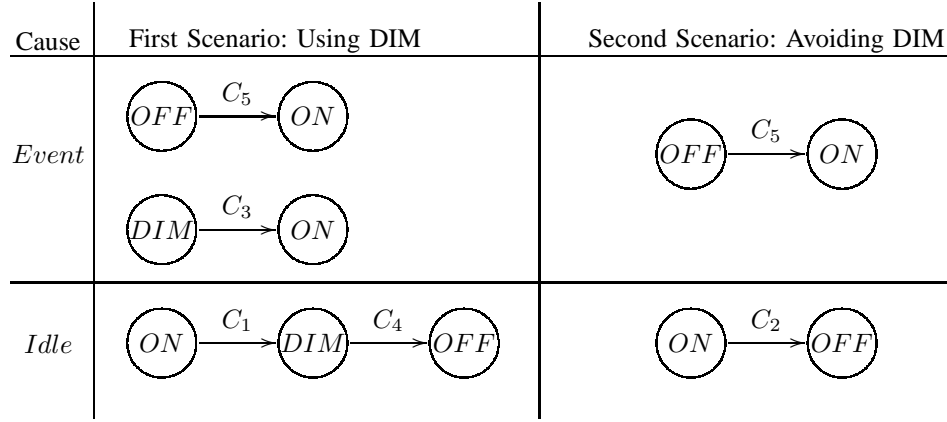 Cause First Scenario: Using DIM Second Scenario: Avoiding DIM
Event
OFF C5 ON
DIM C3 ON
OFF C5 ON
Idle
ON C1 DIM C4 OFF
ON C2 OFF